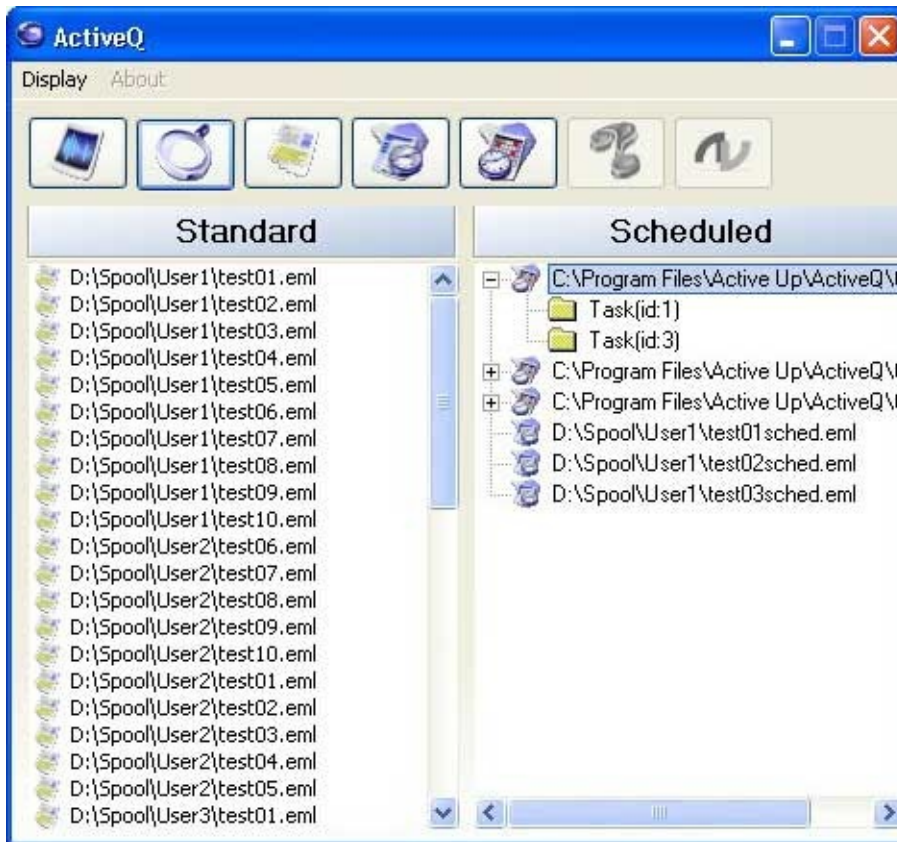 ActiveQ
Display About
Standard
D:\Spool\User1\test01.eml
D:\Spool\User1\test02.eml
D:\Spool\User1\test03.eml
D:\Spool\User1\test04.eml
D:\Spool\User1\test05.eml
D:\Spool\User1\test06.eml
D:\Spool\User1\test07.eml
D:\Spool\User1\test08.eml
D:\Spool\User1\test09.eml
D:\Spool\User1\test10.eml
D:\Spool\User2\test06.eml
D:\Spool\User2\test07.eml
D:\Spool\User2\test08.eml
D:\Spool\User2\test09.eml
D:\Spool\User2\test10.eml
D:\Spool\User2\test01.eml
D:\Spool\User2\test02.eml
D:\Spool\User2\test03.eml
D:\Spool\User2\test04.eml
D:\Spool\User2\test05.eml
D:\Spool\User3\test01.eml
Scheduled
C:\Program Files\Active Up\ActiveQ\
Task(id:1)
Task(id:3)
C:\Program Files\Active Up\ActiveQ\
C:\Program Files\Active Up\ActiveQ\
D:\Spool\User1\test01sched.eml
D:\Spool\User1\test02sched.eml
D:\Spool\User1\test03sched.eml